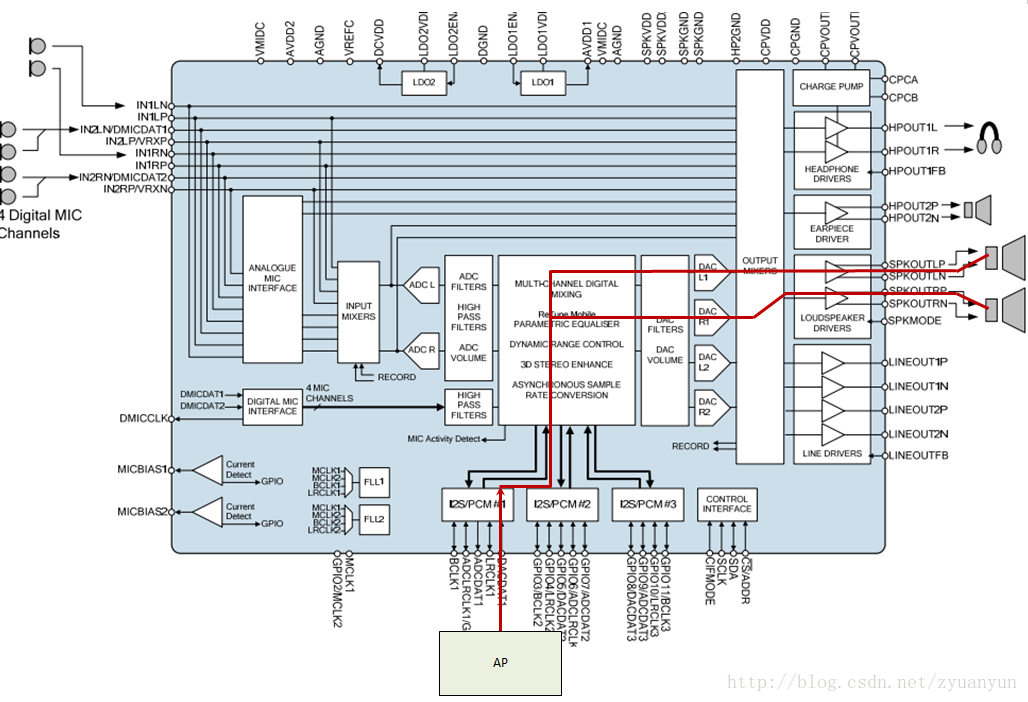 VMIDC
AVDD2
AGND
VREFC
DCVDD
LDO2VDI
LDO2EN
DGND
LDO1EN
LDO1VDI
AVDD1
VMIDC
AGND
SPKVDD
SPKVDD
SPKGND
SPKGND
HP2GND
CPVDD
CPGND
CPVOUT
CPVOUT
LDO2
LDO1
CHARGE PUMP
CPCA
CPCB
IN1LN
IN1LP
IN2LN/DMICDAT1
IN2LP/VRXP
IN1RN
IN1RP
IN2RN/DMICDAT2
IN2RP/VRXN
4 Digital MIC
Channels
HPOUT1L
HPOUT1R
HPOUT1FB
HEADPHONE
DRIVERS
HPOUT2P
HPOUT2N
EARPIECE
DRIVER
ANALOGUE
MIC
INTERFACE
INPUT
MIXERS
ADC L
ADC R
RECORD
ADC
FILTERS
HIGH
PASS
FILTERS
ADC
VOLUME
MULTI-CHANNEL DIGITAL
MIXING
ReTune Mobile
PARAMETRIC EQUALISER
DYNAMIC RANGE CONTROL
3D STEREO ENHANCE
ASYNCHRONOUS SAMPLE
RATE CONVERSION
DAC
FILTERS
DAC
VOLUME
DAC
L1
DAC
R1
DAC
L2
DAC
R2
OUTPUT
MIXERS
SPKOUTLP
SPKOUTLN
SPKOUTRP
SPKOUTRN
SPKMODE
LOUDSPEAKER
DRIVERS
LINEOUT1P
LINEOUT1N
LINEOUT2P
LINEOUT2N
LINEOUTFB
LINE DRIVERS
RECORD
DMICDAT1
DMICDAT2
DMICCLK
DIGITAL MIC
INTERFACE
4 MIC
CHANNELS
HIGH
PASS
FILTERS
MIC Activity Detect
MICBIAS1
Current
Detect
GPIO
MICBIAS2
Current
Detect
GPIO
MCLK1
MCLK2
BCLK1
LRCLK1
FLL1
MCLK1
MCLK2
BCLK2
LRCLK2
FLL2
I2S/PCM #1
I2S/PCM #2
I2S/PCM #3
CONTROL
INTERFACE
GPIO2/MCLK2
MCLK1
BCLK1
ADCLRCLK1/G
ADCDAT1
LRCLK1
DACDAT1
GPIO3/BCLK2
GPIO4/LRCLK2
GPIO5/DACDAT2
GPIO6/ADCLRCLK
GPIO7/ADCDAT2
GPIO8/DACDAT3
GPIO9/ADCDAT3
GPIO10/LRCLK3
GPIO11/BCLK3
CIFMODE
SCLK
SDA
CS/ADDR
AP
http://blog.csdn.net/zyuanyun